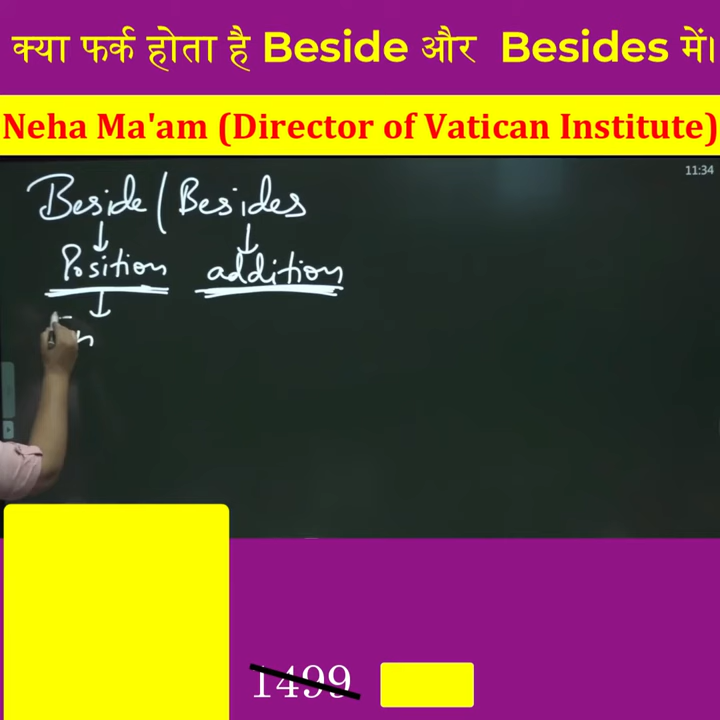 क्या फर्क होता है Beside और Besides में।
Neha Ma'am (Director of Vatican Institute)
11:34
Beside / Besides
Position addition
1499